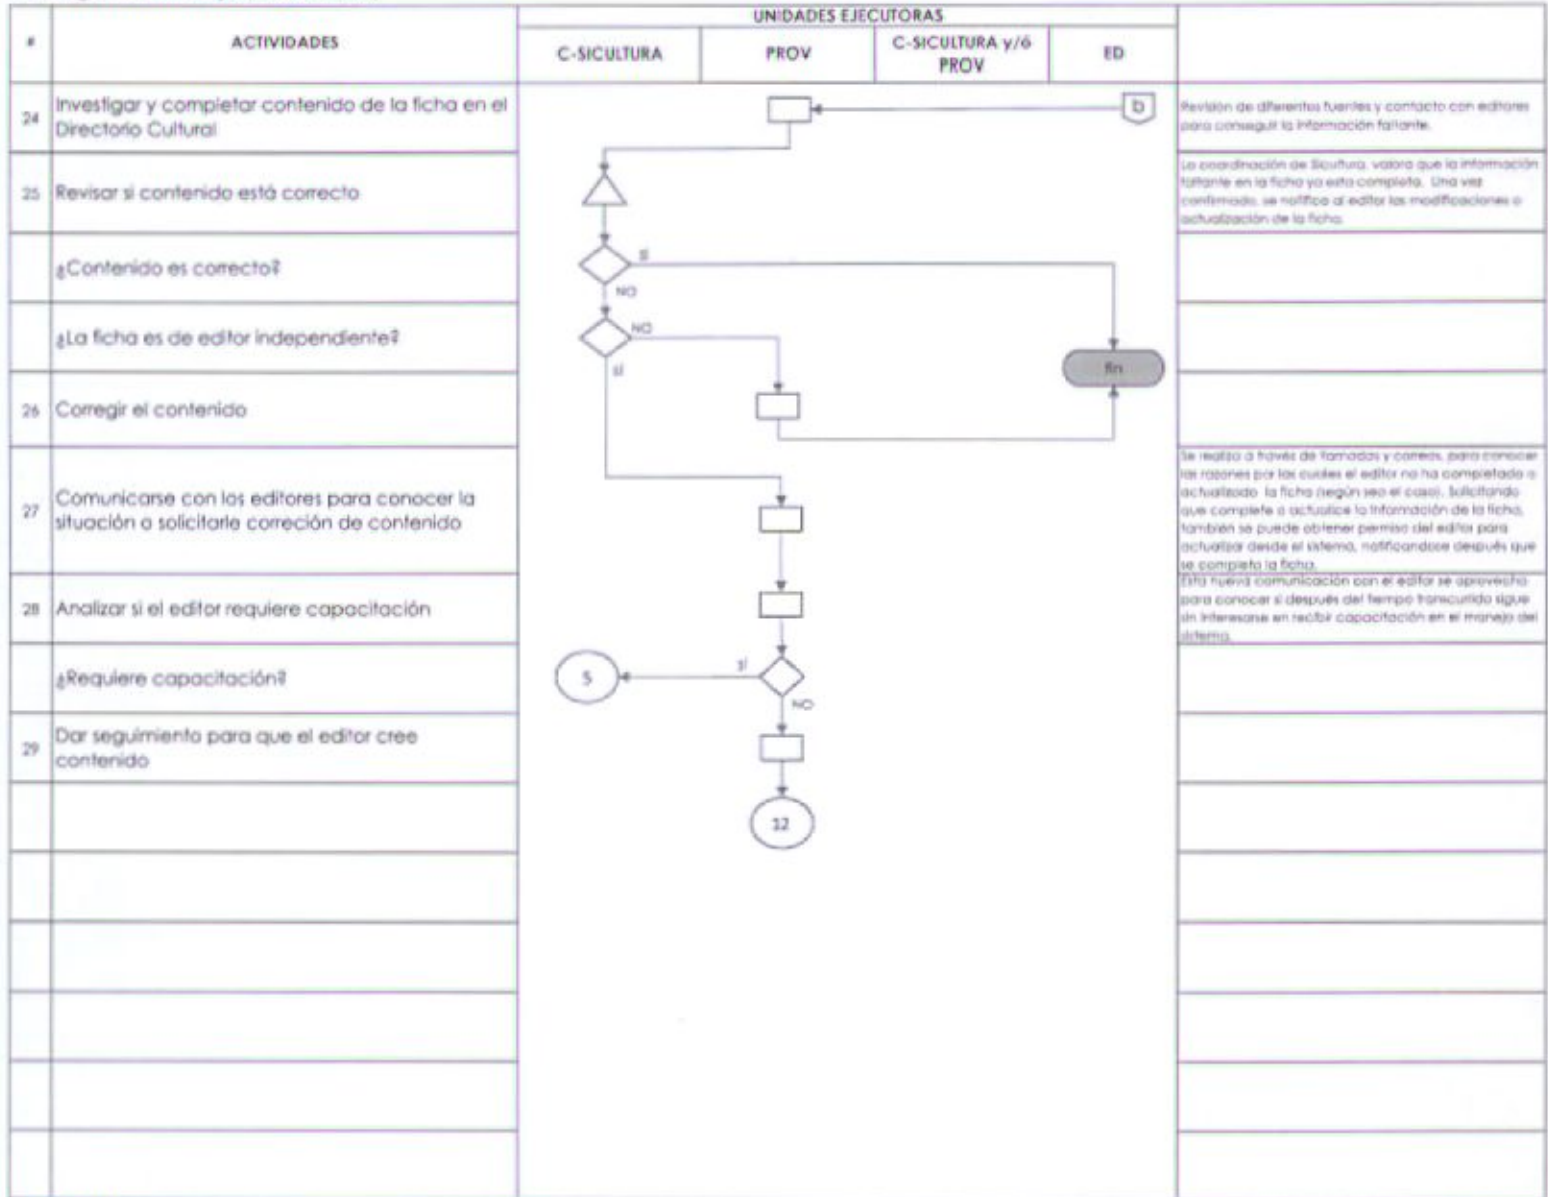 UNIDADES EJECUTORAS
#
ACTIVIDADES
C-SICULTURA
PROV
C-SICULTURA y/ó
PROV
ED
24
Investigar y completar contenido de la ficha en el
Directorio Cultural
b
Revisión de diferentes fuentes y contacto con editores
para conseguir la información faltante.
25
Revisar si contenido está correcto
La coordinación de Sicultura, valora que la información
faltante en la ficha ya esta completa. Una vez
confirmado, se notifica al editor las modificaciones o
actualización de la ficha.
¿Contenido es correcto?
SÍ
NO
¿La ficha es de editor independiente?
NO
SÍ
fin
26
Corregir el contenido
27
Comunicarse con los editores para conocer la
situación o solicitarle correción de contenido
Se realiza a través de llamadas y correos, para conocer
las razones por las cuales el editor no ha completado o
actualizado la ficha (según sea el caso). Solicitando
que complete o actualice la información de la ficha,
también se puede obtener permiso del editor para
actualizar desde el sistema, notificandose después que
se completa la ficha.
28
Analizar si el editor requiere capacitación
Esta nueva comunicación con el editor se aprovecha
para conocer si después del tiempo transcurrido sigue
sin interesarse en recibir capacitación en el manejo del
sistema.
¿Requiere capacitación?
5
SÍ
NO
29
Dar seguimiento para que el editor cree
contenido
12